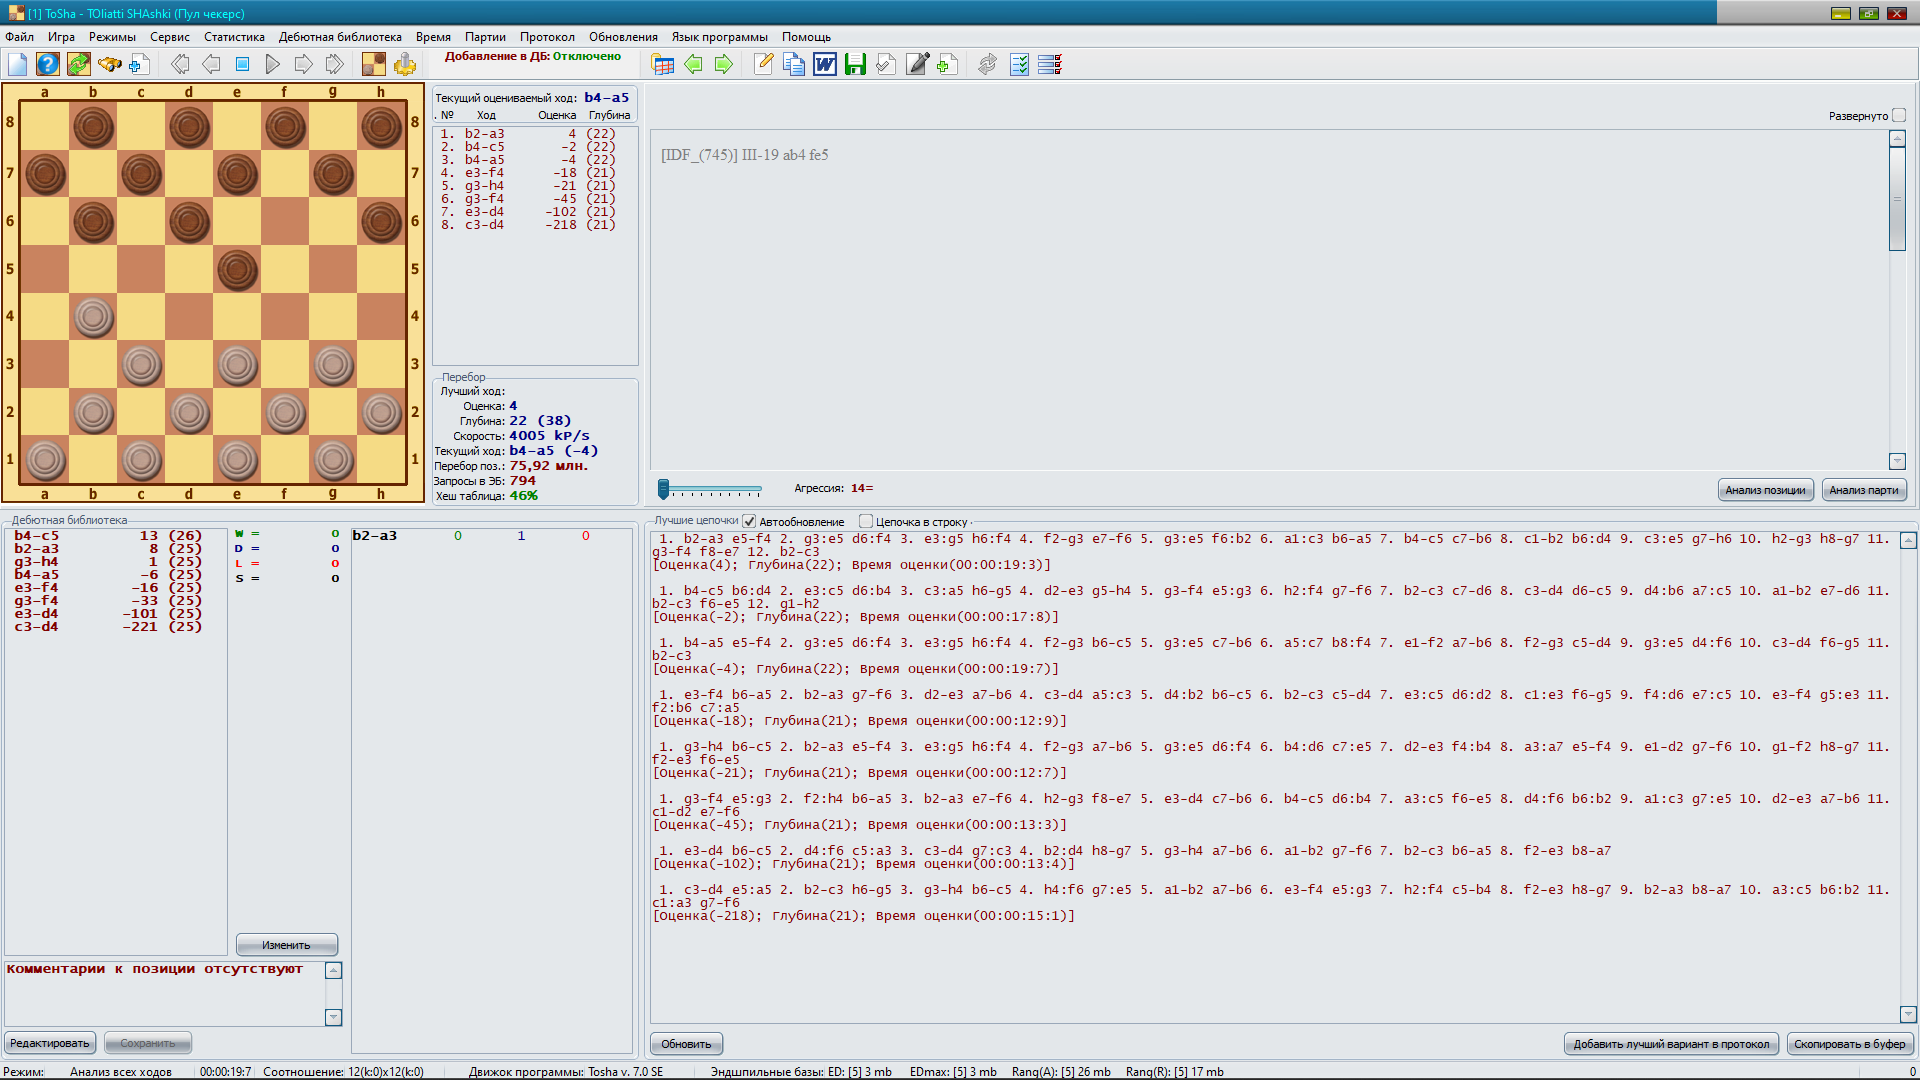 [1] ToSha - TOliatti SHAshki (Пул чекерс)
Файл Игра Режимы Сервис Статистика Дебютная библиотека Время Партии Протокол Обновления Язык программы Помощь
Добавление в ДБ: Отключено
a b c d e f g h
8 8
7 7
6 6
5 5
4 4
3 3
2 2
1 1
a b c d e f g h
Текущий оцениваемый ход: b4-a5
. № Ход Оценка Глубина
1. b2-a3 4 (22)
2. b4-c5 -2 (22)
3. b4-a5 -4 (22)
4. e3-f4 -18 (21)
5. g3-h4 -21 (21)
6. g3-f4 -45 (21)
7. e3-d4 -102 (21)
8. c3-d4 -218 (21)
Перебор
Лучший ход:
Оценка: 4
Глубина: 22 (38)
Скорость: 4005 kP/s
Текущий ход: b4-a5 (-4)
Перебор поз.: 75,92 млн.
Запросы в ЭБ: 794
Хеш таблица: 46%
Развернуто
[IDF_(745)] III-19 ab4 fe5
Агрессия: 14=
Анализ позиции Анализ парти
Дебютная библиотека
b4-c5 13 (26)
b2-a3 8 (25)
g3-h4 1 (25)
b4-a5 -6 (25)
e3-f4 -16 (25)
g3-f4 -33 (25)
e3-d4 -101 (25)
c3-d4 -221 (25)
W = 0
D = 0
L = 0
S = 0
b2-a3 0 1 0
Изменить
Комментарии к позиции отсутствуют
Редактировать Сохранить
Лучшие цепочки Автообновление Цепочка в строку
1. b2-a3 e5-f4 2. g3:e5 d6:f4 3. e3:g5 h6:f4 4. f2-g3 e7-f6 5. g3:e5 f6:b2 6. a1:c3 b6-a5 7. b4-c5 c7-b6 8. c1-b2 b6:d4 9. c3:e5 g7-h6 10. h2-g3 h8-g7 11.
g3-f4 f8-e7 12. b2-c3
[Оценка(4); Глубина(22); Время оценки(00:00:19:3)]
1. b4-c5 b6:d4 2. e3:c5 d6:b4 3. c3:a5 h6-g5 4. d2-e3 g5-h4 5. g3-f4 e5:g3 6. h2:f4 g7-f6 7. b2-c3 c7-d6 8. c3-d4 d6-c5 9. d4:b6 a7:c5 10. a1-b2 e7-d6 11.
b2-c3 f6-e5 12. g1-h2
[Оценка(-2); Глубина(22); Время оценки(00:00:17:8)]
1. b4-a5 e5-f4 2. g3:e5 d6:f4 3. e3:g5 h6:f4 4. f2-g3 b6-c5 5. g3:e5 c7-b6 6. a5:c7 b8:f4 7. e1-f2 a7-b6 8. f2-g3 c5-d4 9. g3:e5 d4:f6 10. c3-d4 f6-g5 11.
b2-c3
[Оценка(-4); Глубина(22); Время оценки(00:00:19:7)]
1. e3-f4 b6-a5 2. b2-a3 g7-f6 3. d2-e3 a7-b6 4. c3-d4 a5:c3 5. d4:b2 b6-c5 6. b2-c3 c5-d4 7. e3:c5 d6:d2 8. c1:e3 f6-g5 9. f4:d6 e7:c5 10. e3-f4 g5:e3 11.
f2:b6 c7:a5
[Оценка(-18); Глубина(21); Время оценки(00:00:12:9)]
1. g3-h4 b6-c5 2. b2-a3 e5-f4 3. e3:g5 h6:f4 4. f2-g3 a7-b6 5. g3:e5 d6:f4 6. b4:d6 c7:e5 7. d2-e3 f4:b4 8. a3:a7 e5-f4 9. e1-d2 g7-f6 10. g1-f2 h8-g7 11.
f2-e3 f6-e5
[Оценка(-21); Глубина(21); Время оценки(00:00:12:7)]
1. g3-f4 e5:g3 2. f2:h4 b6-a5 3. b2-a3 e7-f6 4. h2-g3 f8-e7 5. e3-d4 c7-b6 6. b4-c5 d6:b4 7. a3:c5 f6-e5 8. d4:f6 b6:b2 9. a1:c3 g7:e5 10. d2-e3 a7-b6 11.
c1-d2 e7-f6
[Оценка(-45); Глубина(21); Время оценки(00:00:13:3)]
1. e3-d4 b6-c5 2. d4:f6 c5:a3 3. c3-d4 g7:c3 4. b2:d4 h8-g7 5. g3-h4 a7-b6 6. a1-b2 g7-f6 7. b2-c3 b6-a5 8. f2-e3 b8-a7
[Оценка(-102); Глубина(21); Время оценки(00:00:13:4)]
1. c3-d4 e5:a5 2. b2-c3 h6-g5 3. g3-h4 b6-c5 4. h4:f6 g7:e5 5. a1-b2 a7-b6 6. e3-f4 e5:g3 7. h2:f4 c5-b4 8. f2-e3 h8-g7 9. b2-a3 b8-a7 10. a3:c5 b6:b2 11.
c1:a3 g7-f6
[Оценка(-218); Глубина(21); Время оценки(00:00:15:1)]
Обновить Добавить лучший вариант в протокол Скопировать в буфер
Режим: Анализ всех ходов 00:00:19:7 Соотношение: 12(k:0)x12(k:0) Движок программы: Tosha v. 7.0 SE Эндшпильные базы: ED: [5] 3 mb EDmax: [5] 3 mb Rang(A): [5] 26 mb Rang(R): [5] 17 mb 0